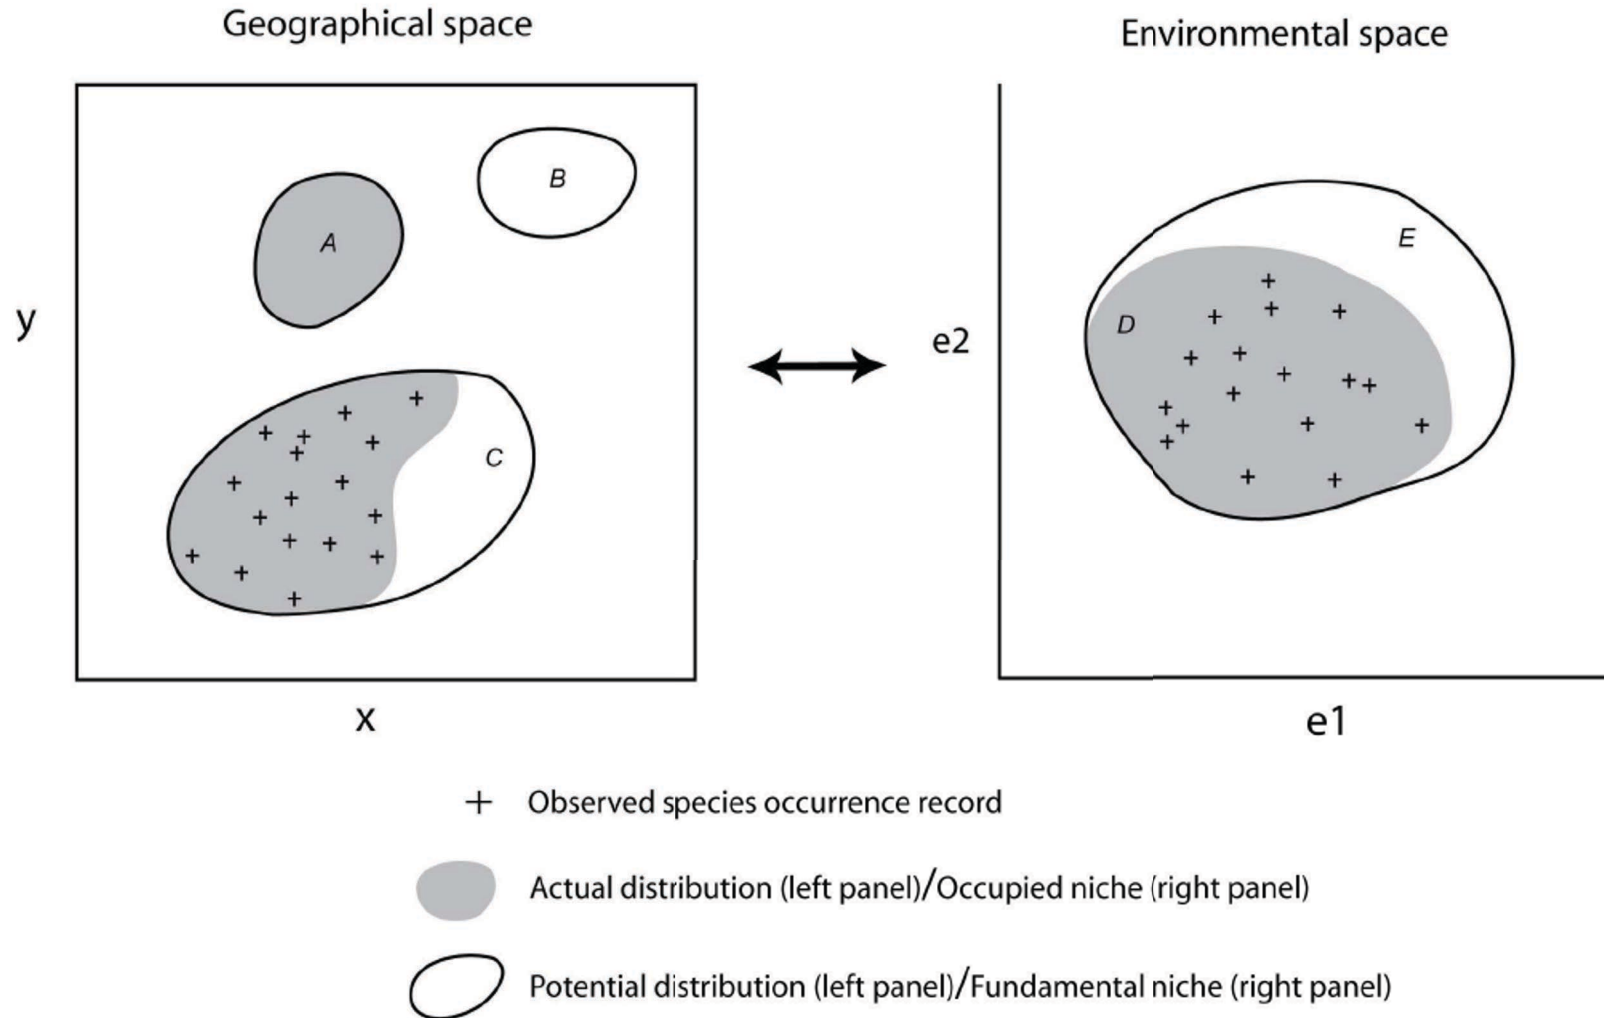 Geographical space
Environmental space
A
B
C
y
x
D
E
e2
e1
+ Observed species occurrence record
Actual distribution (left panel)/Occupied niche (right panel)
Potential distribution (left panel)/Fundamental niche (right panel)